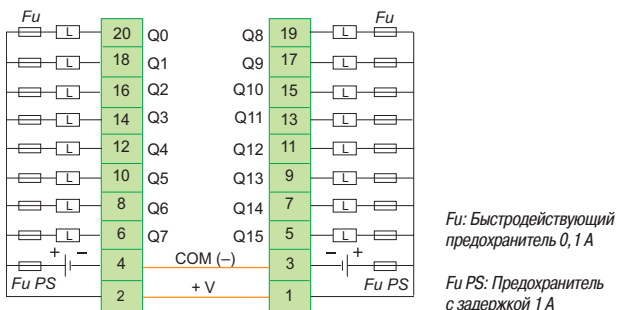 Fu Fu
L 20 Q0 Q8 19 L
L 18 Q1 Q9 17 L
L 16 Q2 Q10 15 L
L 14 Q3 Q11 13 L
L 12 Q4 Q12 11 L
L 10 Q5 Q13 9 L
L 8 Q6 Q14 7 L
L 6 Q7 Q15 5 L
+ – 4 COM (–) 3 – +
Fu PS Fu PS
2 + V 1
Fu: Быстродействующий
предохранитель 0,1 A
Fu PS: Предохранитель
с задержкой 1 A